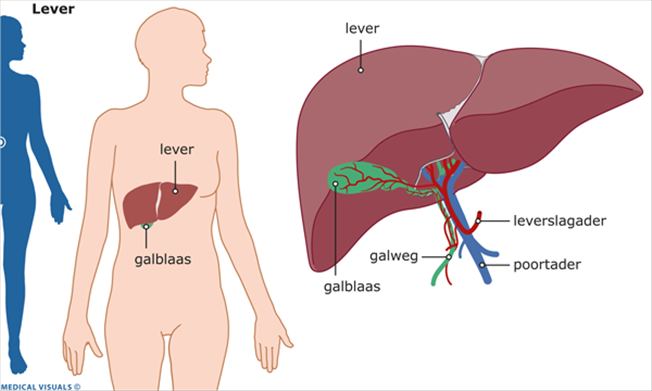 Lever
lever
galblaas
lever
leverslagader
galweg
poortader
galblaas
MEDICAL VISUALS ©